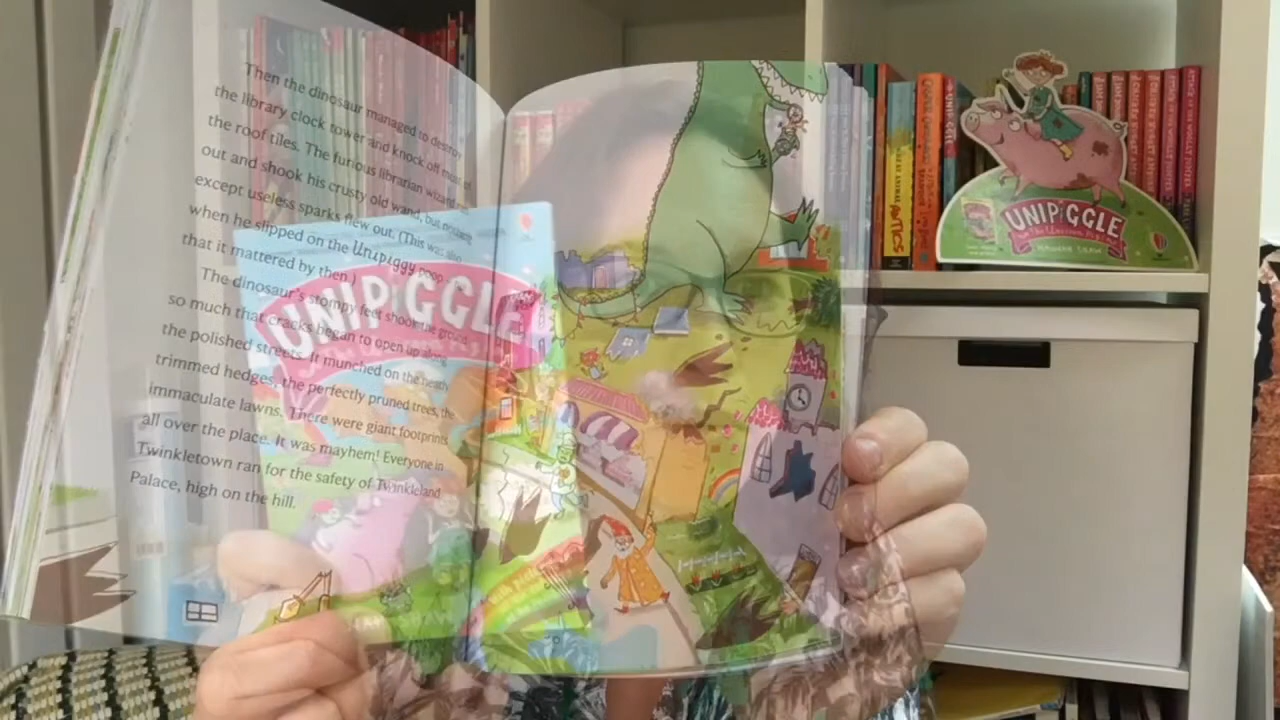 Then the dinosaur managed to destroy
the library clock tower and knock off most of
the roof tiles. The furious librarian wizard
out and shook his crusty old wand, but nothing
except useless sparks flew out. (This was also
when he slipped on the Unipiggy poop
that it mattered by then.)
The dinosaur's stompy feet shook the ground
so much that cracks began to open up along
the polished streets. It munched on the neatly
trimmed hedges, the perfectly pruned trees, the
immaculate lawns. There were giant footprints
all over the place. It was mayhem! Everyone in
Twinkletown ran for the safety of Twinkleland
Palace, high on the hill.
UNIPIGGLE
ANTICS
UNIPIGGLE
HANNAH SHAW